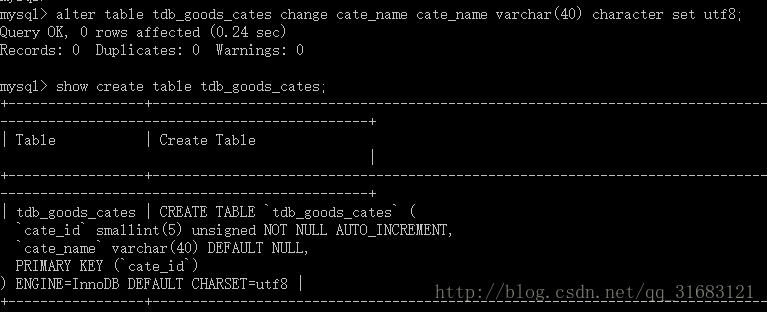 mysql>
mysql> alter table tdb_goods_cates change cate_name cate_name varchar(40) character set utf8;
Query OK, 0 rows affected (0.24 sec)
Records: 0  Duplicates: 0  Warnings: 0
mysql> show create table tdb_goods_cates;
+-----------------+---------------------------------------------------------------------------
---------------------------------------------+
| Table           | Create Table
                                             |
+-----------------+---------------------------------------------------------------------------
---------------------------------------------+
| tdb_goods_cates | CREATE TABLE `tdb_goods_cates` (
  `cate_id` smallint(5) unsigned NOT NULL AUTO_INCREMENT,
  `cate_name` varchar(40) DEFAULT NULL,
  PRIMARY KEY (`cate_id`)
) ENGINE=InnoDB DEFAULT CHARSET=utf8 |
http://blog.csdn.net/qq_31683121
+-----------------+---------------------------------------------------------------------------